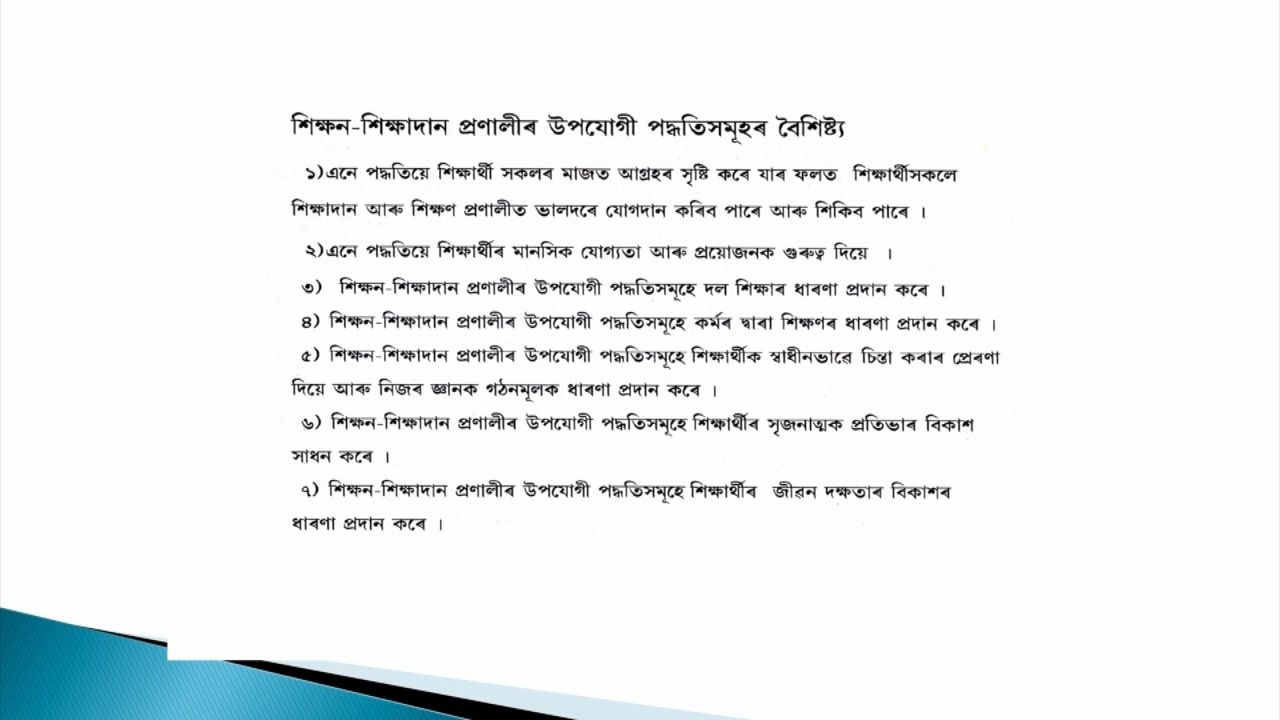 শিক্ষন-শিক্ষাদান প্ৰণালীৰ উপযোগী পদ্ধতিসমূহৰ বৈশিষ্ট্য
১)এনে পদ্ধতিয়ে শিক্ষাৰ্থী সকলৰ মাজত আগ্ৰহৰ সৃষ্টি কৰে যাৰ ফলত শিক্ষাৰ্থীসকলে
শিক্ষাদান আৰু শিক্ষণ প্ৰণালীত ভালদৰে যোগদান কৰিব পাৰে আৰু শিকিব পাৰে ।
২)এনে পদ্ধতিয়ে শিক্ষাৰ্থীৰ মানসিক যোগ্যতা আৰু প্ৰয়োজনক গুৰুত্ব দিয়ে ।
৩) শিক্ষন-শিক্ষাদান প্ৰণালীৰ উপযোগী পদ্ধতিসমূহে দল শিক্ষাৰ ধাৰণা প্ৰদান কৰে ।
৪) শিক্ষন-শিক্ষাদান প্ৰণালীৰ উপযোগী পদ্ধতিসমূহে কৰ্মৰ দ্বাৰা শিক্ষণৰ ধাৰণা প্ৰদান কৰে ।
৫) শিক্ষন-শিক্ষাদান প্ৰণালীৰ উপযোগী পদ্ধতিসমূহে শিক্ষাৰ্থীক স্বাধীনভাৱে চিন্তা কৰাৰ প্ৰেৰণা
দিয়ে আৰু নিজৰ জ্ঞানক গঠনমূলক ধাৰণা প্ৰদান কৰে ।
৬) শিক্ষন-শিক্ষাদান প্ৰণালীৰ উপযোগী পদ্ধতিসমূহে শিক্ষাৰ্থীৰ সৃজনাত্মক প্ৰতিভাৰ বিকাশ
সাধন কৰে ।
৭) শিক্ষন-শিক্ষাদান প্ৰণালীৰ উপযোগী পদ্ধতিসমূহে শিক্ষাৰ্থীৰ জীৱন দক্ষতাৰ বিকাশৰ
ধাৰণা প্ৰদান কৰে ।